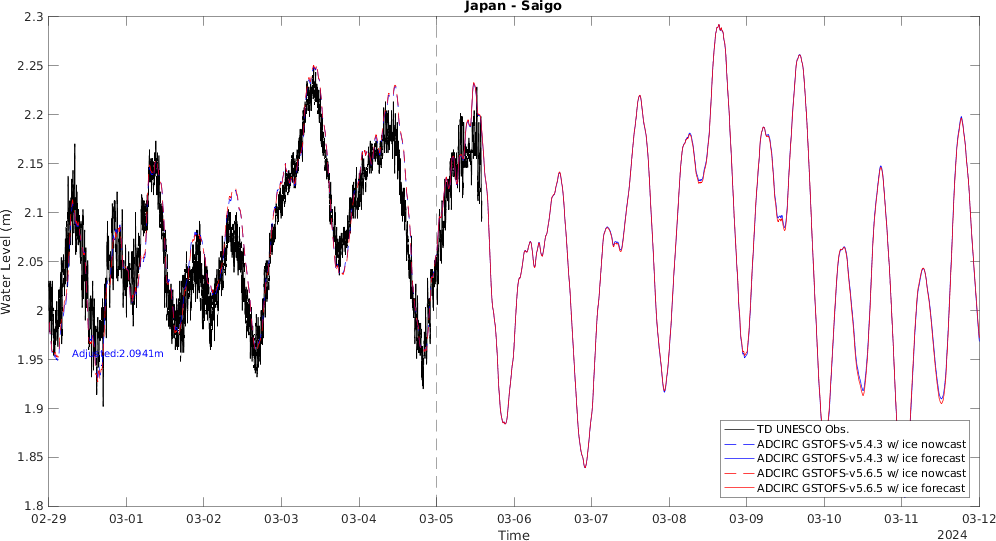 Japan - Saigo
Water Level (m)
2.3
2.25
2.2
2.15
2.1
2.05
2
1.95
1.9
1.85
1.8
Adjusted:2.0941m
TD UNESCO Obs.
ADCIRC GSTOFS-v5.4.3 w/ ice nowcast
ADCIRC GSTOFS-v5.4.3 w/ ice forecast
ADCIRC GSTOFS-v5.6.5 w/ ice nowcast
ADCIRC GSTOFS-v5.6.5 w/ ice forecast
02-29 03-01 03-02 03-03 03-04 03-05 03-06 03-07 03-08 03-09 03-10 03-11 03-12
Time
2024